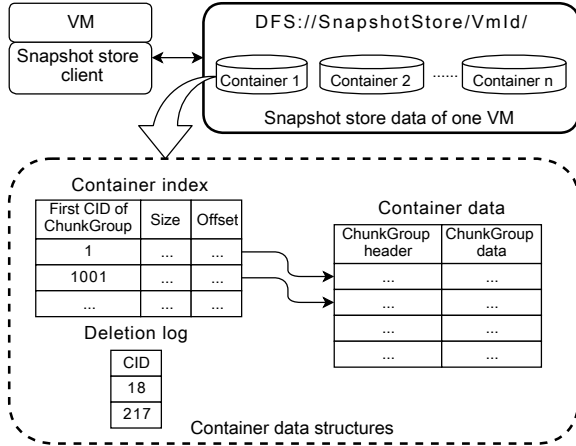 VM
Snapshot store
client
DFS://SnapshotStore/VmId/
Container 1
Container 2
......
Container n
Snapshot store data of one VM
Container index
First CID of
ChunkGroup
Size
Offset
1
...
...
1001
...
...
...
...
...
Container data
ChunkGroup
header
ChunkGroup
data
...
...
...
...
...
...
...
...
Deletion log
CID
18
217
Container data structures